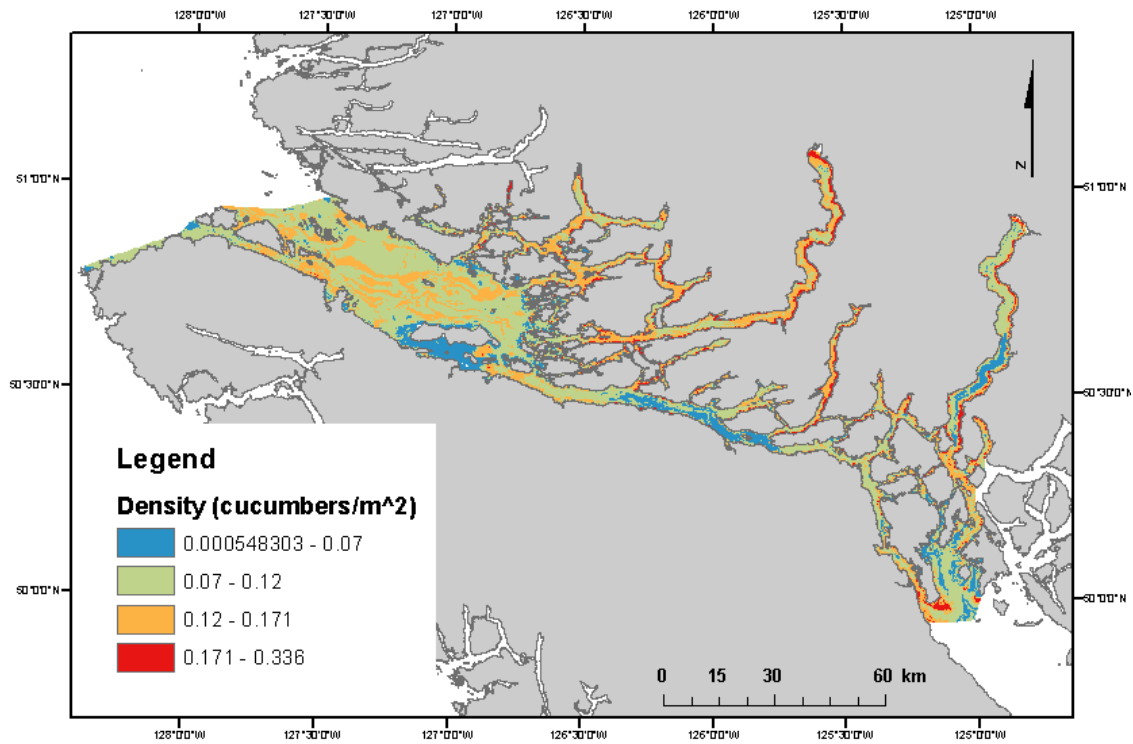 128°0'0"W 127°30'0"W 127°0'0"W 126°30'0"W 126°0'0"W 125°30'0"W 125°0'0"W
N
51°0'0"N 51°0'0"N
50°30'0"N 50°30'0"N
Legend
Density (cucumbers/m^2)
0.000548303 - 0.07
0.07 - 0.12
0.12 - 0.171
0.171 - 0.336
50°0'0"N 50°0'0"N
0 15 30 60 km
128°0'0"W 127°30'0"W 127°0'0"W 126°30'0"W 126°0'0"W 125°30'0"W 125°0'0"W